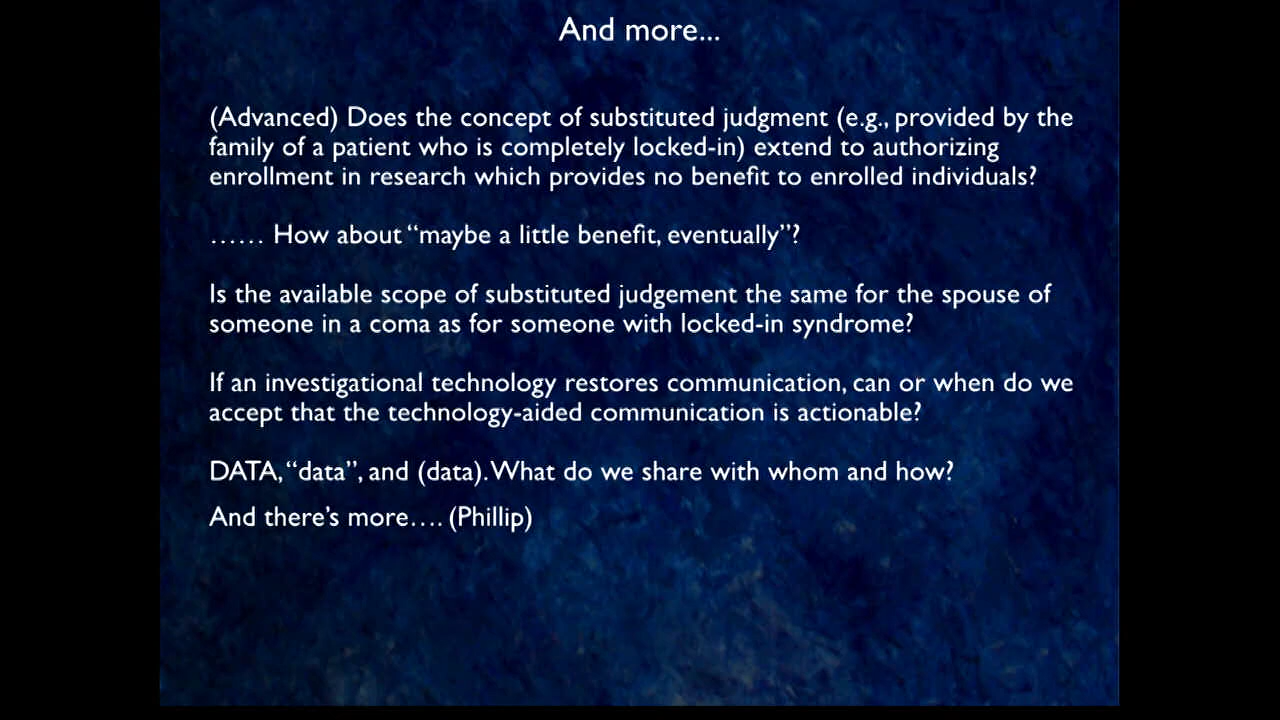 And more...
(Advanced) Does the concept of substituted judgment (e.g., provided by the
family of a patient who is completely locked-in) extend to authorizing
enrollment in research which provides no benefit to enrolled individuals?
…… How about “maybe a little benefit, eventually”?
Is the available scope of substituted judgement the same for the spouse of
someone in a coma as for someone with locked-in syndrome?
If an investigational technology restores communication, can or when do we
accept that the technology-aided communication is actionable?
DATA, “data”, and (data). What do we share with whom and how?
And there’s more…. (Phillip)